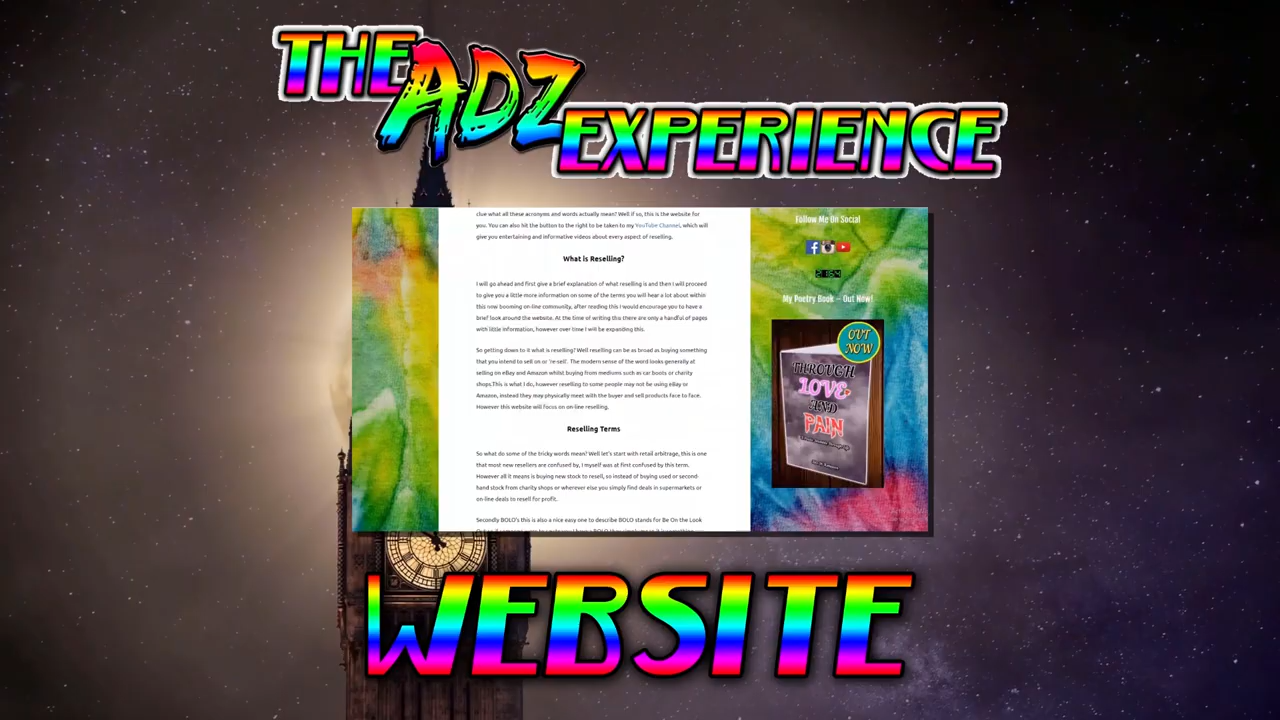 THE ADZ EXPERIENCE
clue what all these acronyms and words actually mean? Well if so, this is the website for
you. You can also hit the button to the right to be taken to my YouTube Channel, which will
give you entertaining and informative videos about every aspect of reselling.
What is Reselling?
I will go ahead and first give a brief explanation of what reselling is and then I will proceed
to give you a little more information on some of the terms you will hear a lot about within
this now booming on-line community, after reading this I would encourage you to have a
brief look around the website. At the time of writing this there are only a handful of pages
with little information, however over time I will be expanding this.
So getting down to it what is reselling? Well reselling can be as broad as buying something
that you intend to sell on or 're-sell'. The modern sense of the word looks generally at
selling on eBay and Amazon whilst buying from mediums such as car boots or charity
shops.This is what I do, however reselling to some people may not be using eBay or
Amazon, instead they may physically meet with the buyer and sell products face to face.
However this website will focus on on-line reselling.
Reselling Terms
So what do some of the tricky words mean? Well let's start with retail arbitrage, this is one
that most new resellers are confused by, I myself was at first confused by this term.
However all it means is buying new stock to resell, so instead of buying used or second-
hand stock from charity shops or wherever else you simply find deals in supermarkets or
on-line deals to resell for profit.
Secondly BOLO's this is also a nice easy one to describe BOLO stands for Be On the Look
Follow Me On Social
My Poetry Book – Out Now!
OUT
NOW
THROUGH
LOVE
AND
PAIN
WEBSITE